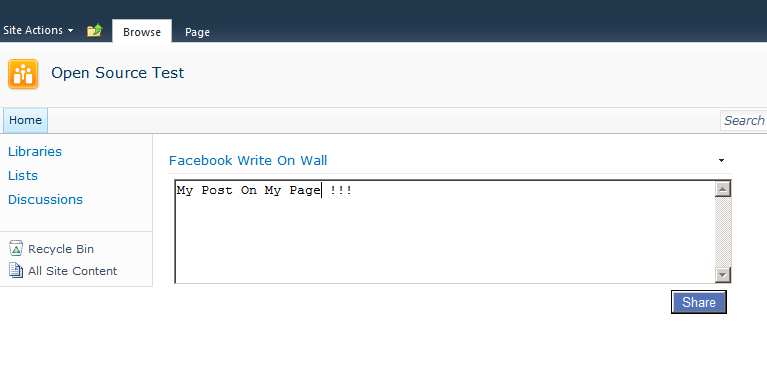 Site Actions Browse Page
Open Source Test
Home Search
Libraries
Lists
Discussions
Recycle Bin
All Site Content
Facebook Write On Wall
My Post On My Page !!!
Share